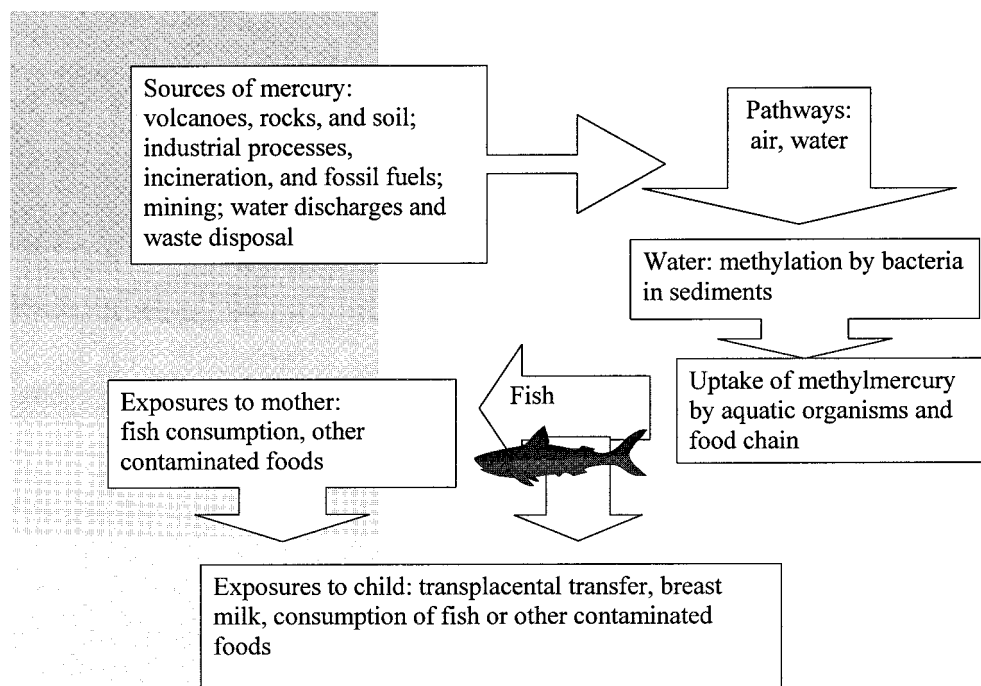 Sources of mercury:
volcanoes, rocks, and soil;
industrial processes,
incineration, and fossil fuels;
mining; water discharges and
waste disposal
Pathways:
air, water
Water: methylation by bacteria
in sediments
Uptake of methylmercury
by aquatic organisms and
food chain
Fish
Exposures to mother:
fish consumption, other
contaminated foods
Exposures to child: transplacental transfer, breast
milk, consumption of fish or other contaminated
foods